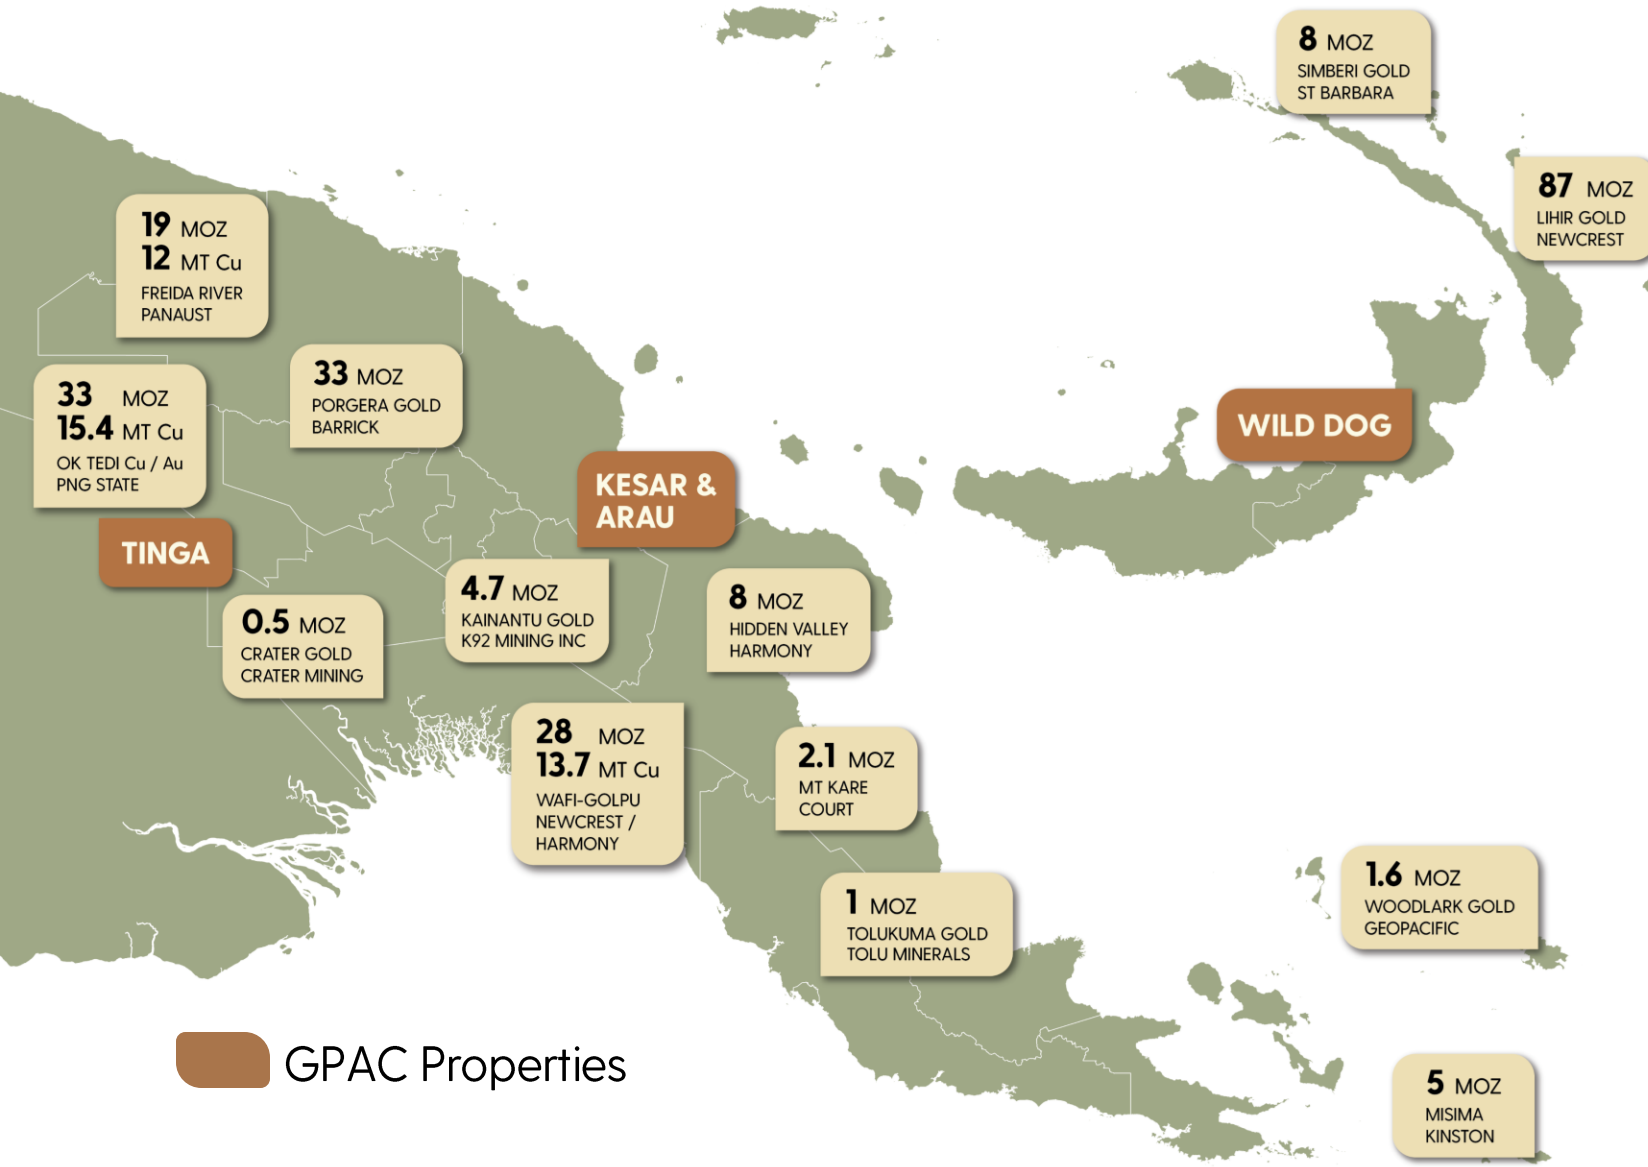 8 MOZ
SIMBERI GOLD
ST BARBARA
87 MOZ
LIHIR GOLD
NEWCREST
19 MOZ
12 MT Cu
FREIDA RIVER
PANAUST
33 MOZ
PORGERA GOLD
BARRICK
33 MOZ
15.4 MT Cu
OK TEDI Cu / Au
PNG STATE
WILD DOG
KESAR &
ARAU
TINGA
4.7 MOZ
KAINANTU GOLD
K92 MINING INC
8 MOZ
HIDDEN VALLEY
HARMONY
0.5 MOZ
CRATER GOLD
CRATER MINING
28 MOZ
13.7 MT Cu
WAFI-GOLPU
NEWCREST /
HARMONY
2.1 MOZ
MT KARE
COURT
1 MOZ
TOLUKUMA GOLD
TOLU MINERALS
1.6 MOZ
WOODLARK GOLD
GEOPACIFIC
5 MOZ
MISIMA
KINSTON
GPAC Properties